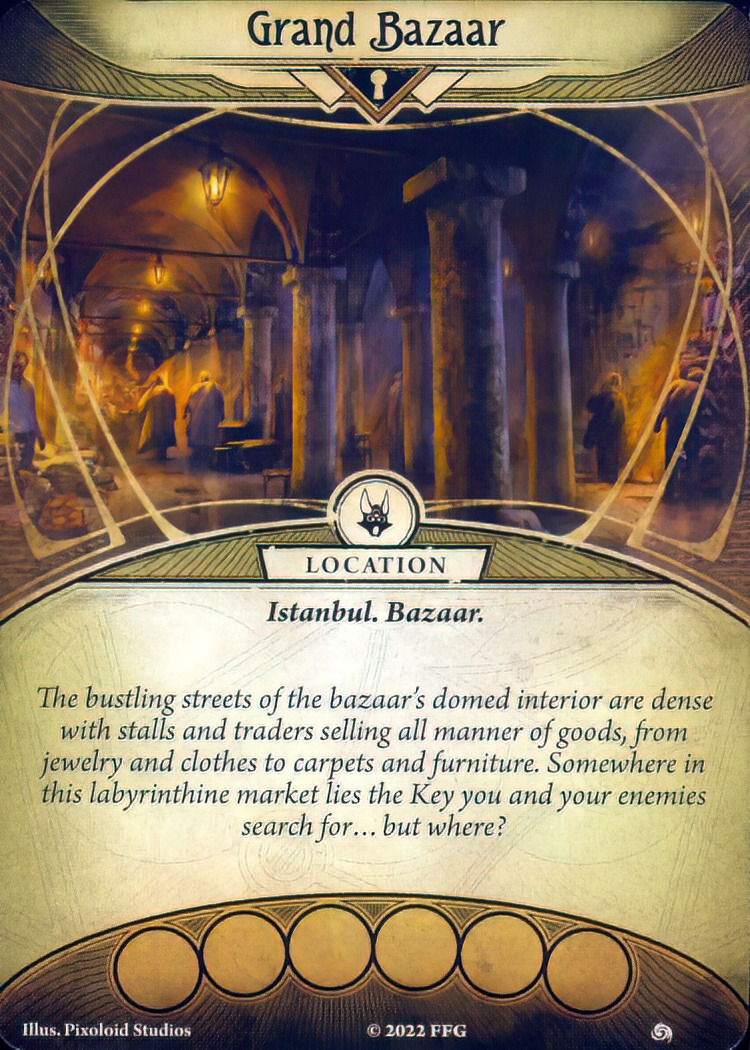 Grand Bazaar
LOCATION
Istanbul. Bazaar.
The bustling streets of the bazaar's domed interior are dense
with stalls and traders selling all manner of goods, from
jewelry and clothes to carpets and furniture. Somewhere in
this labyrinthine market lies the Key you and your enemies
search for… but where?
Illus. Pixoloid Studios
© 2022 FFG